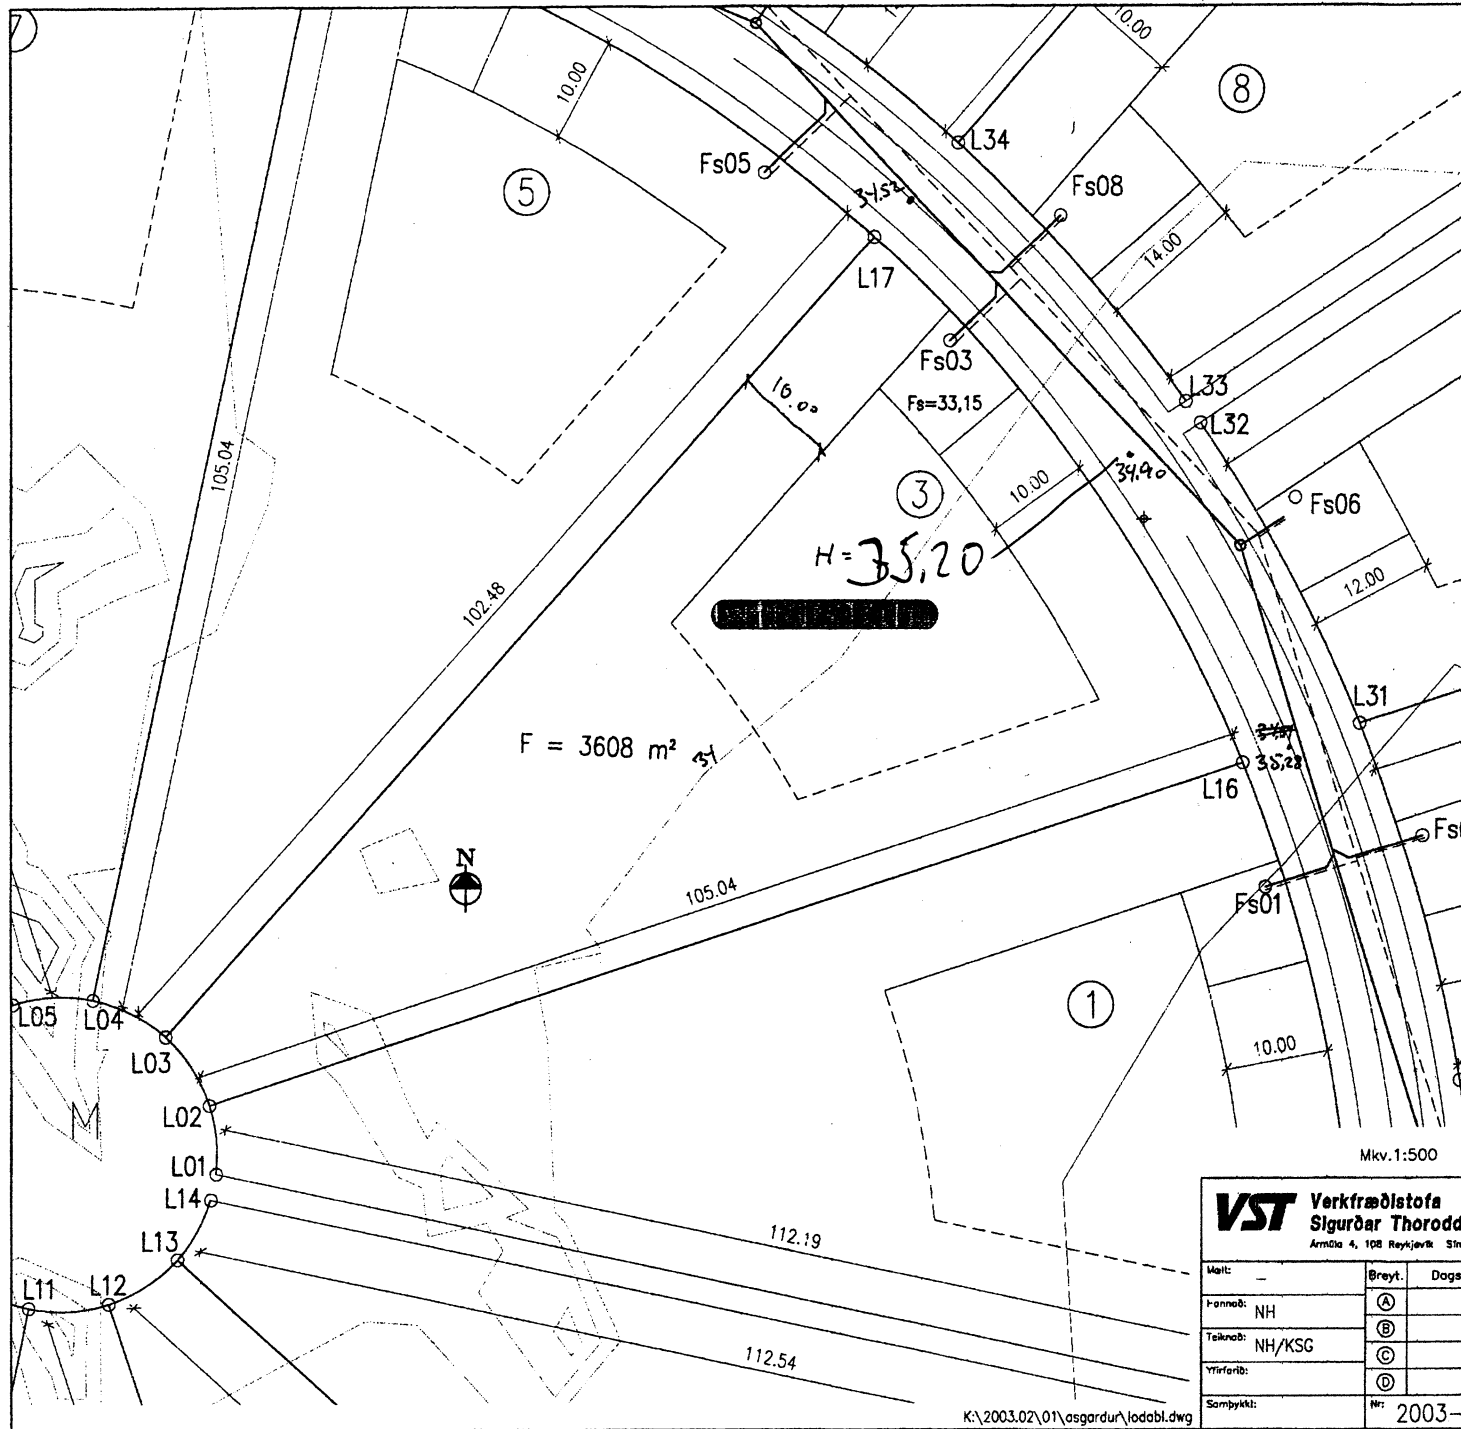 7
10.00
10.00
8
L34
Fs05
Fs08
5
34.52
14.00
L17
Fs03
L33
10.00
Fs=33,15
L32
105.04
34.90
10.00
3
Fs06
H=35,20
12.00
102.48
L31
F = 3608 m² 34
35,28
L16
105.04
Fs01
N
1
L05
L04
10.00
L03
L02
M
Mkv.1:500
L01
L14
VST Verkfræðistofa
Sigurðar Thorodd
Ármúla 4, 108 Reykjavík Sím
112.19
L13
Mælt: –
Breyt. Dags
L11
L12
Hannað: NH
A
B
Teiknað: NH/KSG
C
112.54
Yfirfarið:
D
Samþykkt:
Nr: 2003-
K:\2003.02\01\asgardur\lodabl.dwg